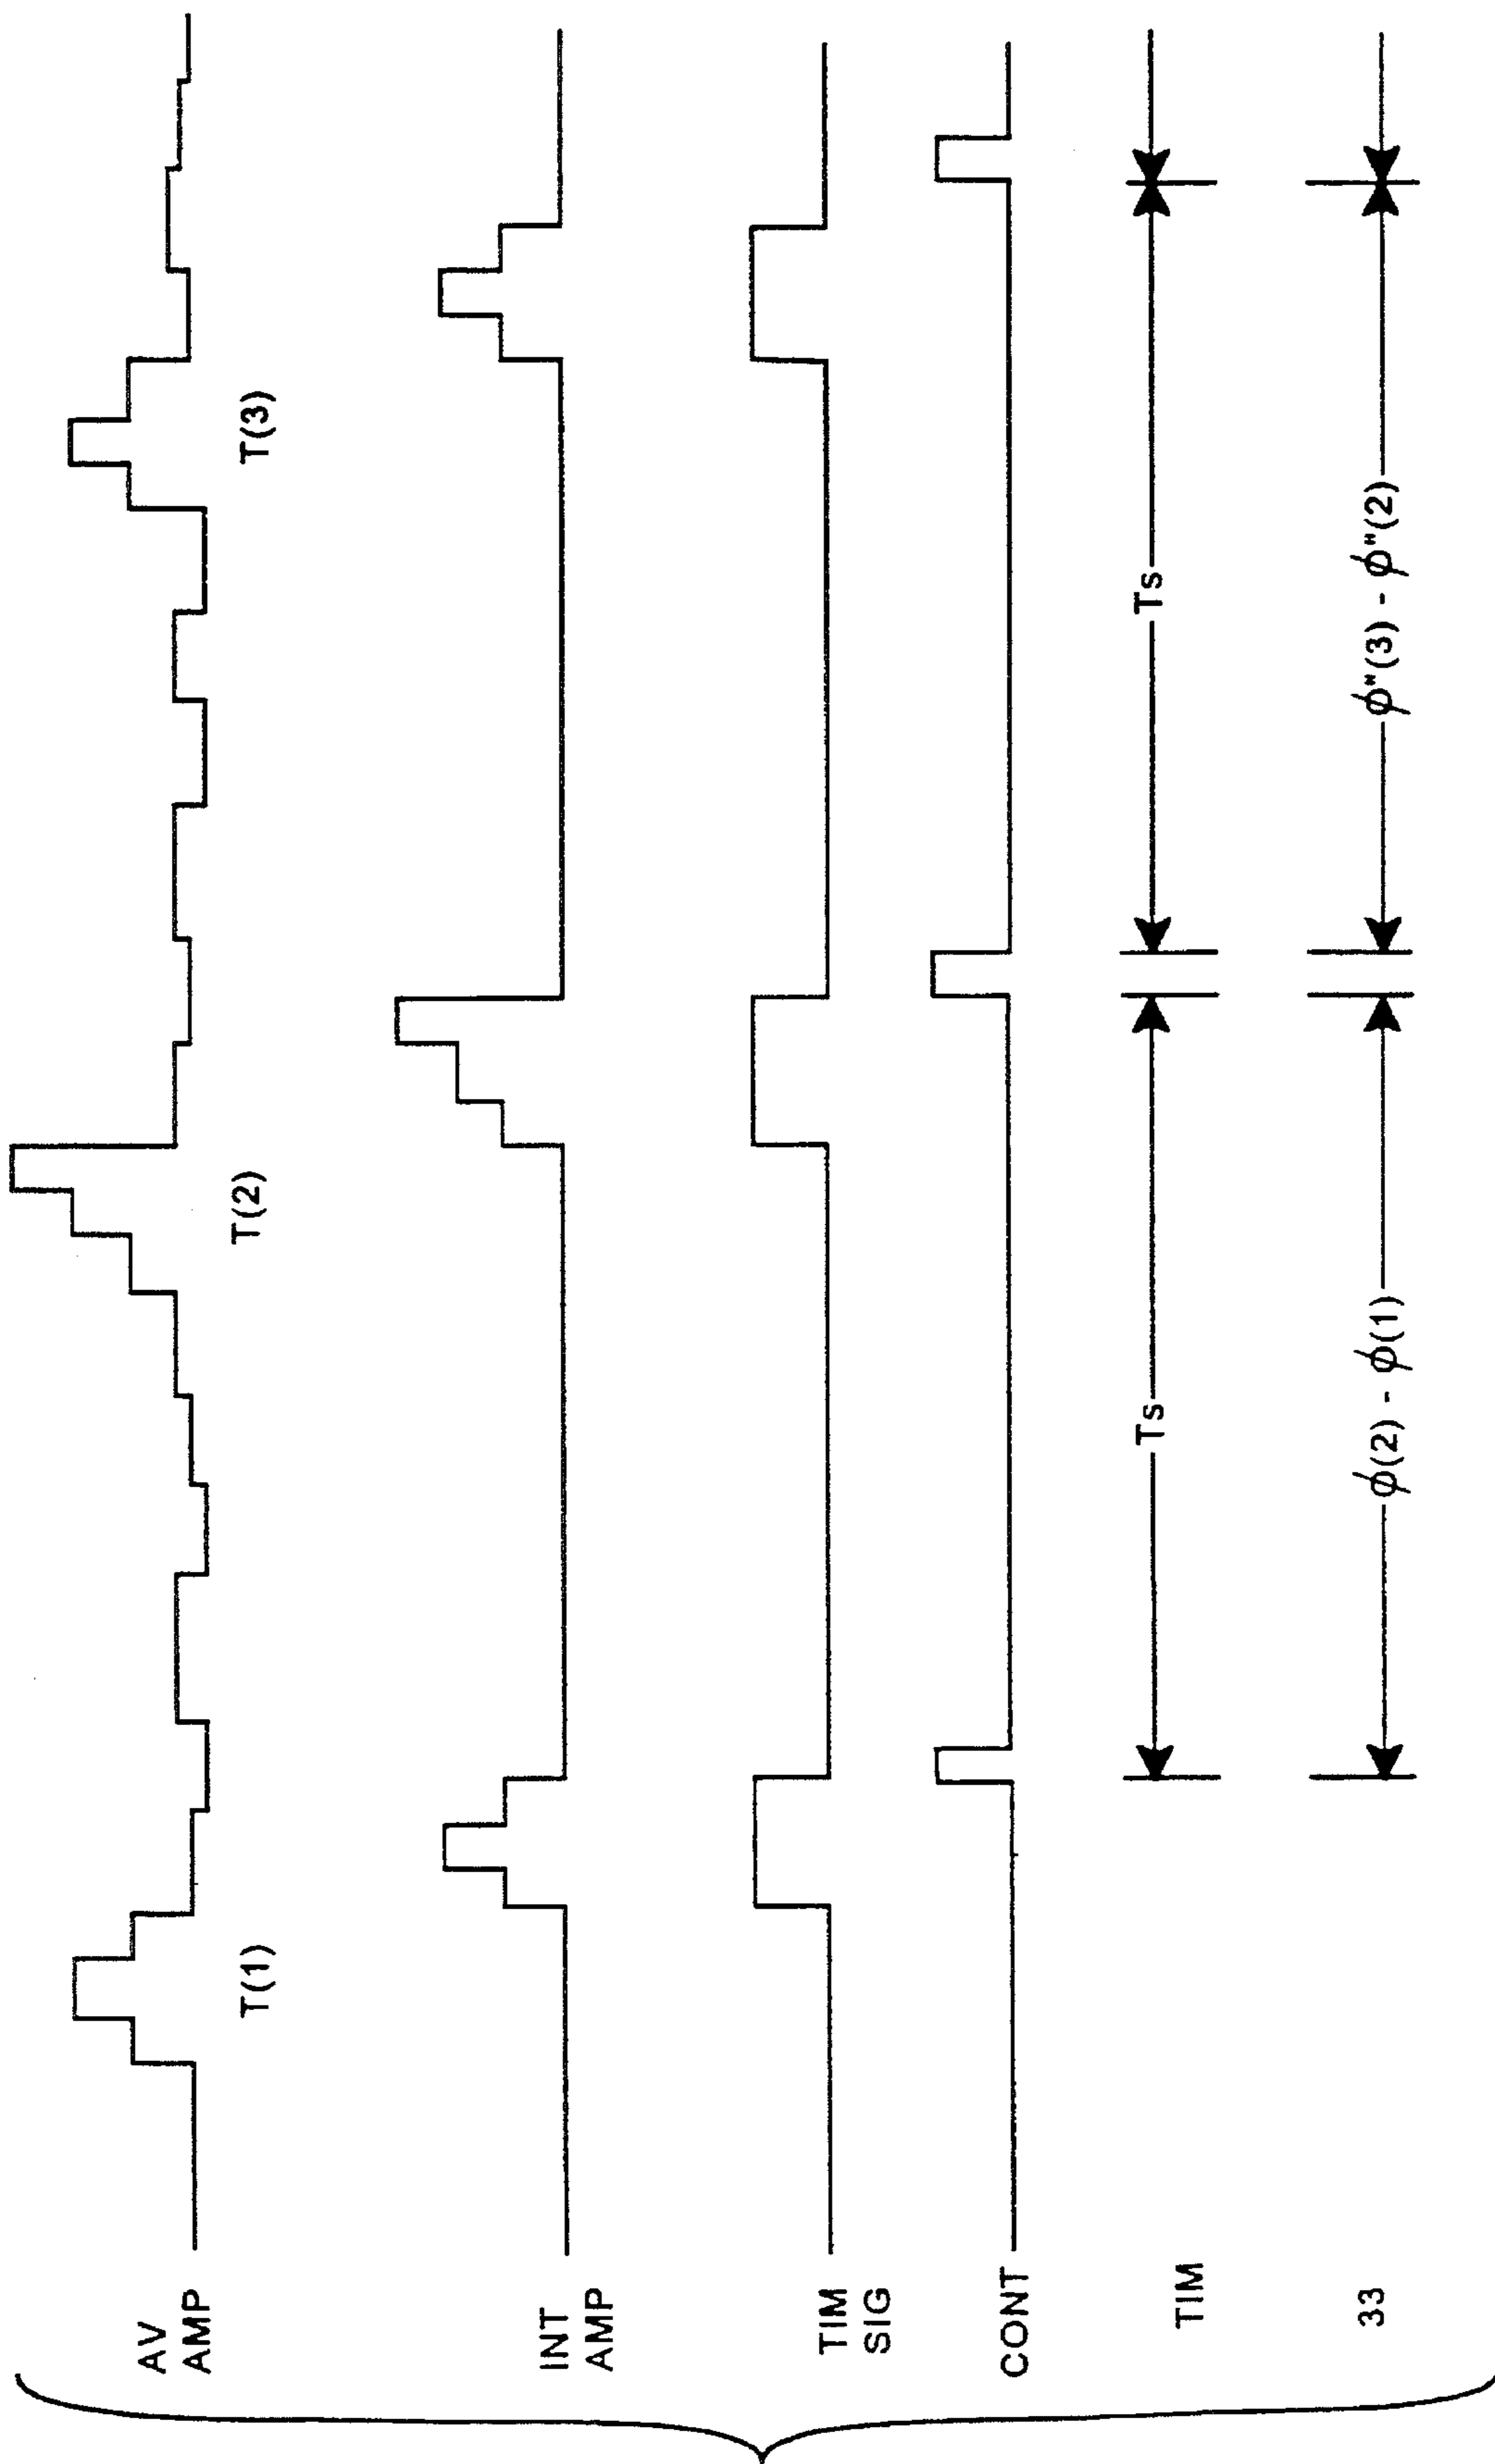 AV
AMP
T(1)
T(2)
T(3)
INT
AMP
TIM
SIG
CONT
TIM
Ts
Ts
33
ϕ(2) - ϕ(1)
ϕ"(3) - ϕ"(2)